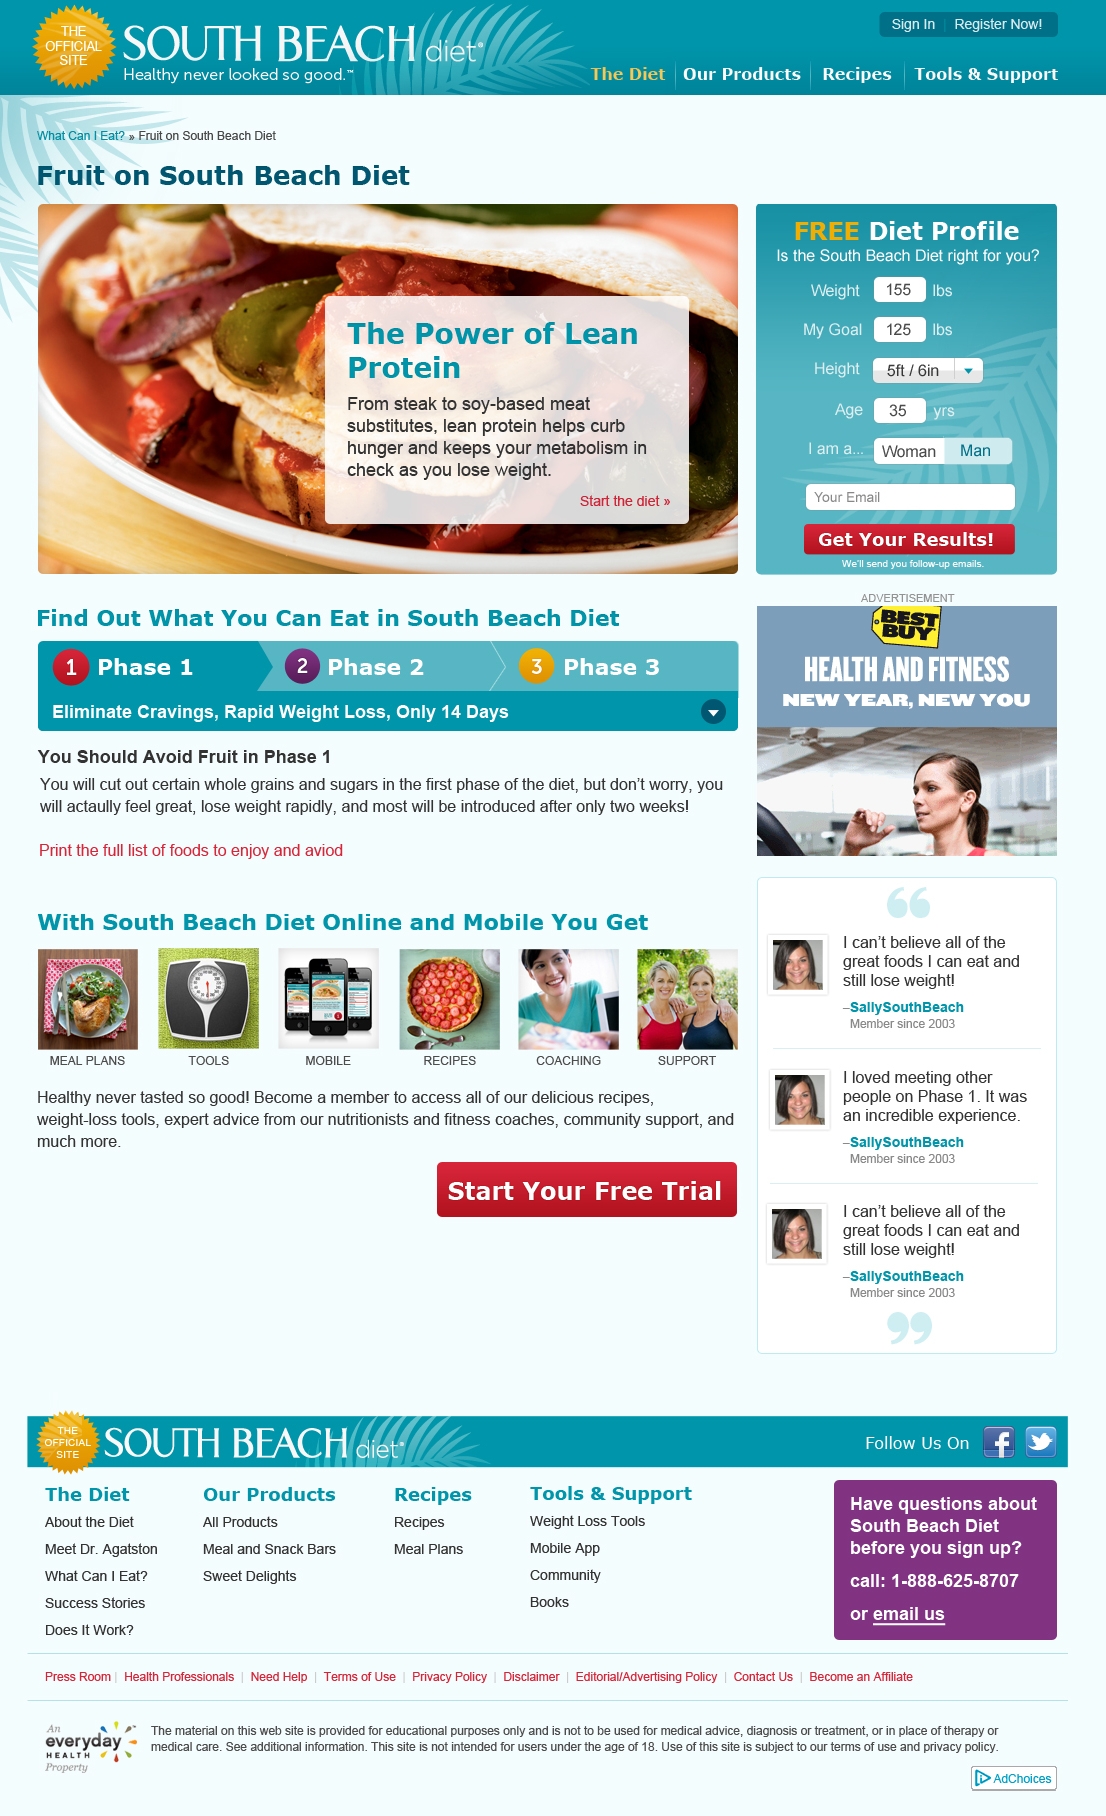 THE
OFFICIAL
SITE
SOUTH BEACH diet®
Healthy never looked so good.™
Sign In | Register Now!
The Diet | Our Products | Recipes | Tools & Support
What Can I Eat? » Fruit on South Beach Diet
Fruit on South Beach Diet
The Power of Lean
Protein
From steak to soy-based meat
substitutes, lean protein helps curb
hunger and keeps your metabolism in
check as you lose weight.
Start the diet »
FREE Diet Profile
Is the South Beach Diet right for you?
Weight 155 lbs
My Goal 125 lbs
Height 5ft / 6in
Age 35 yrs
I am a... Woman Man
Your Email
Get Your Results!
We'll send you follow-up emails.
ADVERTISEMENT
BEST
BUY
HEALTH AND FITNESS
NEW YEAR, NEW YOU
Find Out What You Can Eat in South Beach Diet
1 Phase 1 2 Phase 2 3 Phase 3
Eliminate Cravings, Rapid Weight Loss, Only 14 Days
You Should Avoid Fruit in Phase 1
You will cut out certain whole grains and sugars in the first phase of the diet, but don't worry, you
will actaully feel great, lose weight rapidly, and most will be introduced after only two weeks!
Print the full list of foods to enjoy and aviod
With South Beach Diet Online and Mobile You Get
MEAL PLANS TOOLS MOBILE RECIPES COACHING SUPPORT
Healthy never tasted so good! Become a member to access all of our delicious recipes,
weight-loss tools, expert advice from our nutritionists and fitness coaches, community support, and
much more.
Start Your Free Trial
“
I can't believe all of the
great foods I can eat and
still lose weight!
–SallySouthBeach
Member since 2003
I loved meeting other
people on Phase 1. It was
an incredible experience.
–SallySouthBeach
Member since 2003
I can't believe all of the
great foods I can eat and
still lose weight!
–SallySouthBeach
Member since 2003
”
THE
OFFICIAL
SITE
SOUTH BEACH diet®
Follow Us On
The Diet
About the Diet
Meet Dr. Agatston
What Can I Eat?
Success Stories
Does It Work?
Our Products
All Products
Meal and Snack Bars
Sweet Delights
Recipes
Recipes
Meal Plans
Tools & Support
Weight Loss Tools
Mobile App
Community
Books
Have questions about
South Beach Diet
before you sign up?
call: 1-888-625-8707
or email us
Press Room | Health Professionals | Need Help | Terms of Use | Privacy Policy | Disclaimer | Editorial/Advertising Policy | Contact Us | Become an Affiliate
An
everyday
HEALTH
Property
The material on this web site is provided for educational purposes only and is not to be used for medical advice, diagnosis or treatment, or in place of therapy or
medical care. See additional information. This site is not intended for users under the age of 18. Use of this site is subject to our terms of use and privacy policy.
AdChoices